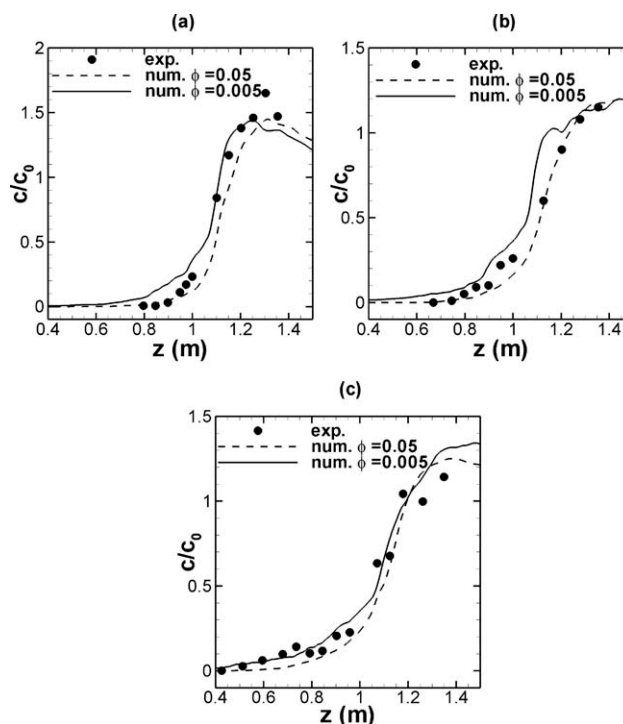 (a)
2
1.5
1
0.5
0
c/c0
exp.
num. ϕ =0.05
num. ϕ =0.005
0.4 0.6 0.8 1 1.2 1.4
z (m)
(b)
1.5
1
0.5
0
c/c0
exp.
num. ϕ =0.05
num. ϕ =0.005
0.4 0.6 0.8 1 1.2 1.4
z (m)
(c)
1.5
1
0.5
0
c/c0
exp.
num. ϕ =0.05
num. ϕ =0.005
0.4 0.6 0.8 1 1.2 1.4
z (m)